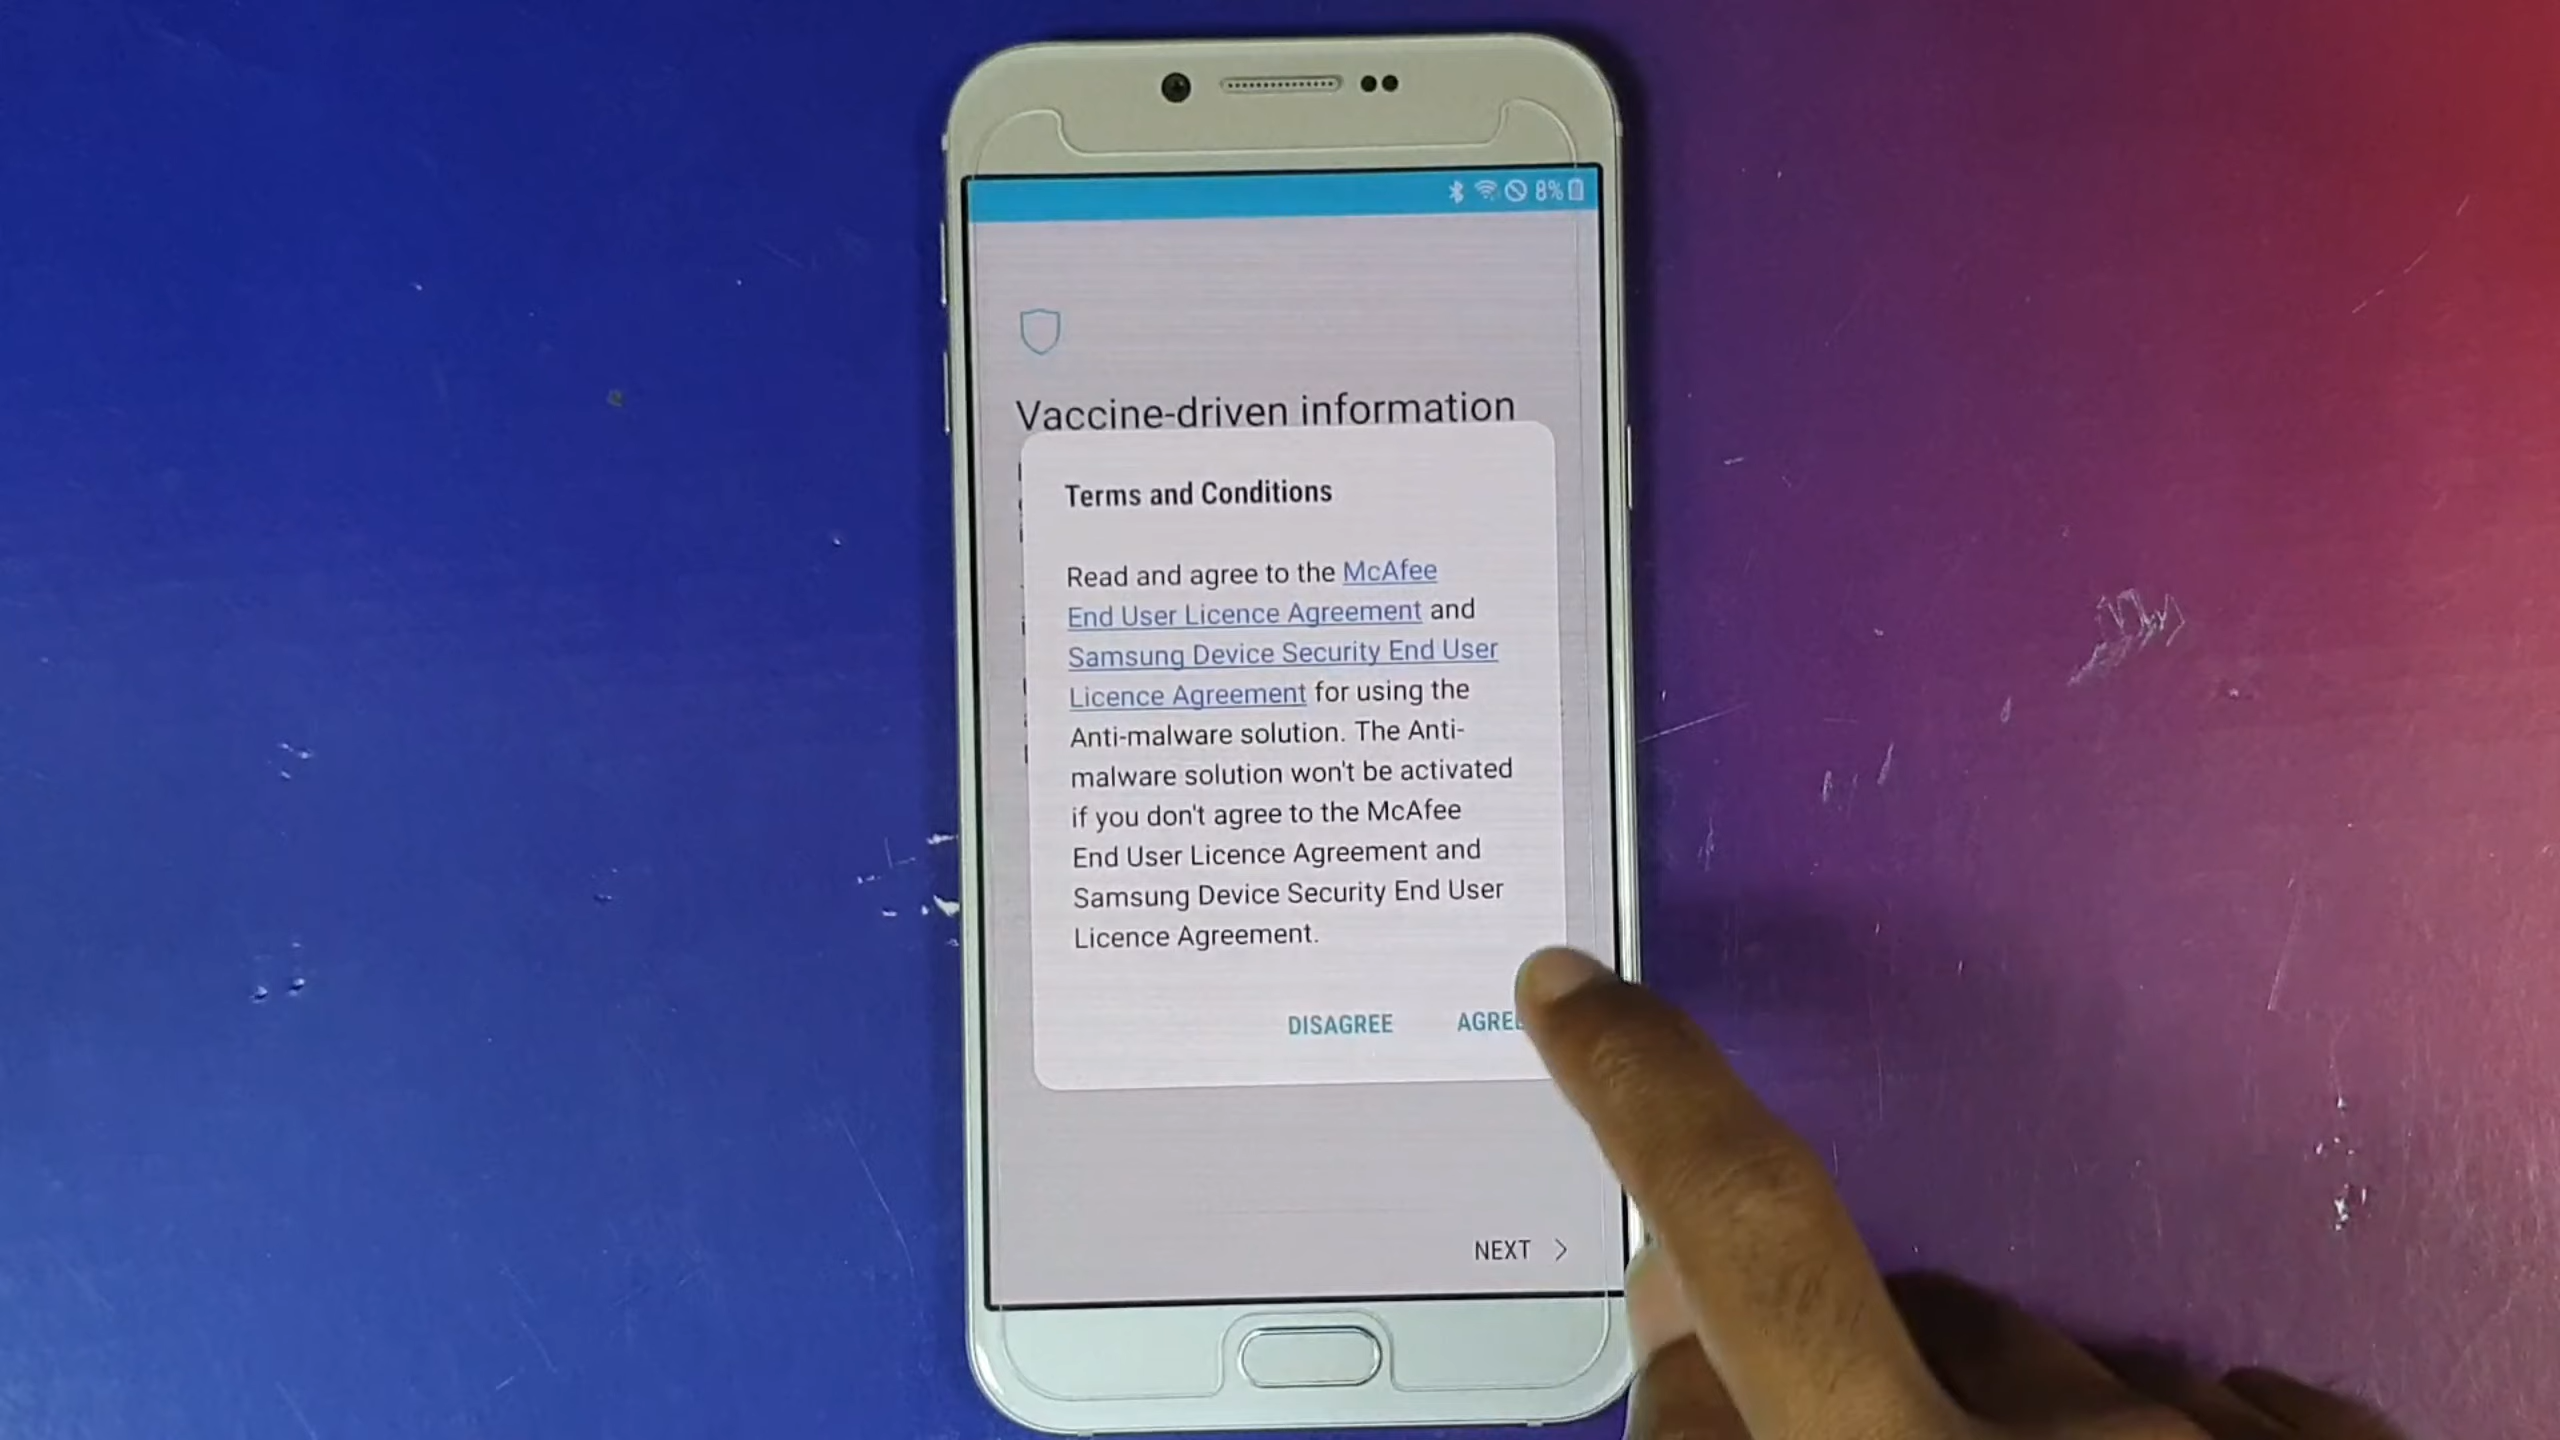 8%
Vaccine-driven information
Terms and Conditions
Read and agree to the McAfee
End User Licence Agreement and
Samsung Device Security End User
Licence Agreement for using the
Anti-malware solution. The Anti-
malware solution won't be activated
if you don't agree to the McAfee
End User Licence Agreement and
Samsung Device Security End User
Licence Agreement.
DISAGREE AGREE
NEXT >